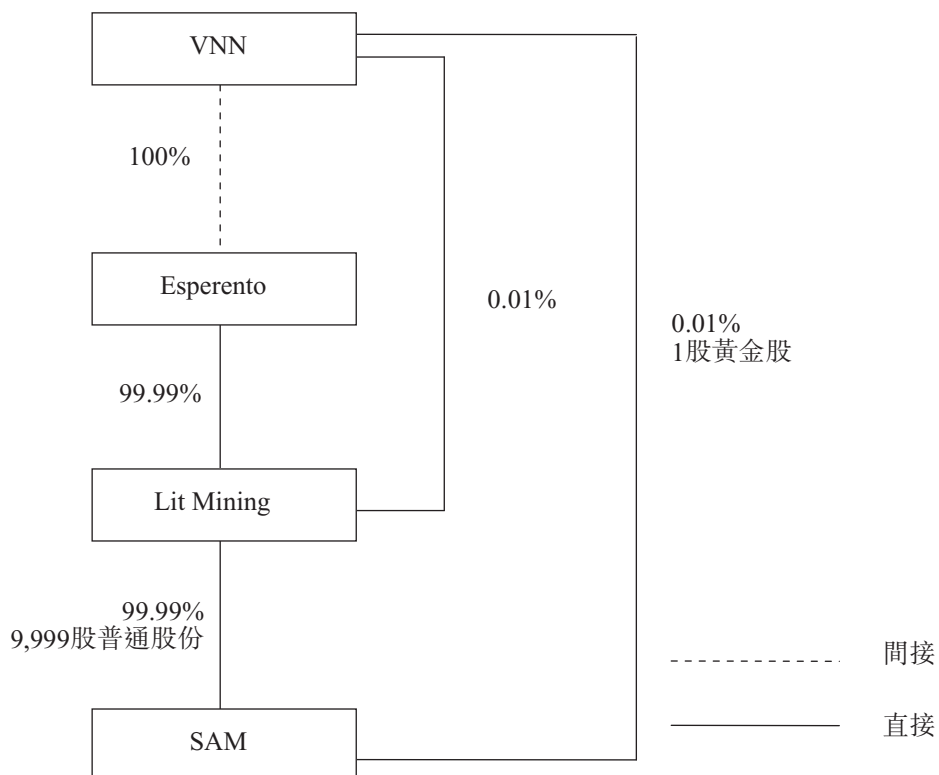 VNN
100%
Esperento
0.01%
0.01%
1股黃金股
99.99%
Lit Mining
99.99%
9,999股普通股份
間接
直接
SAM